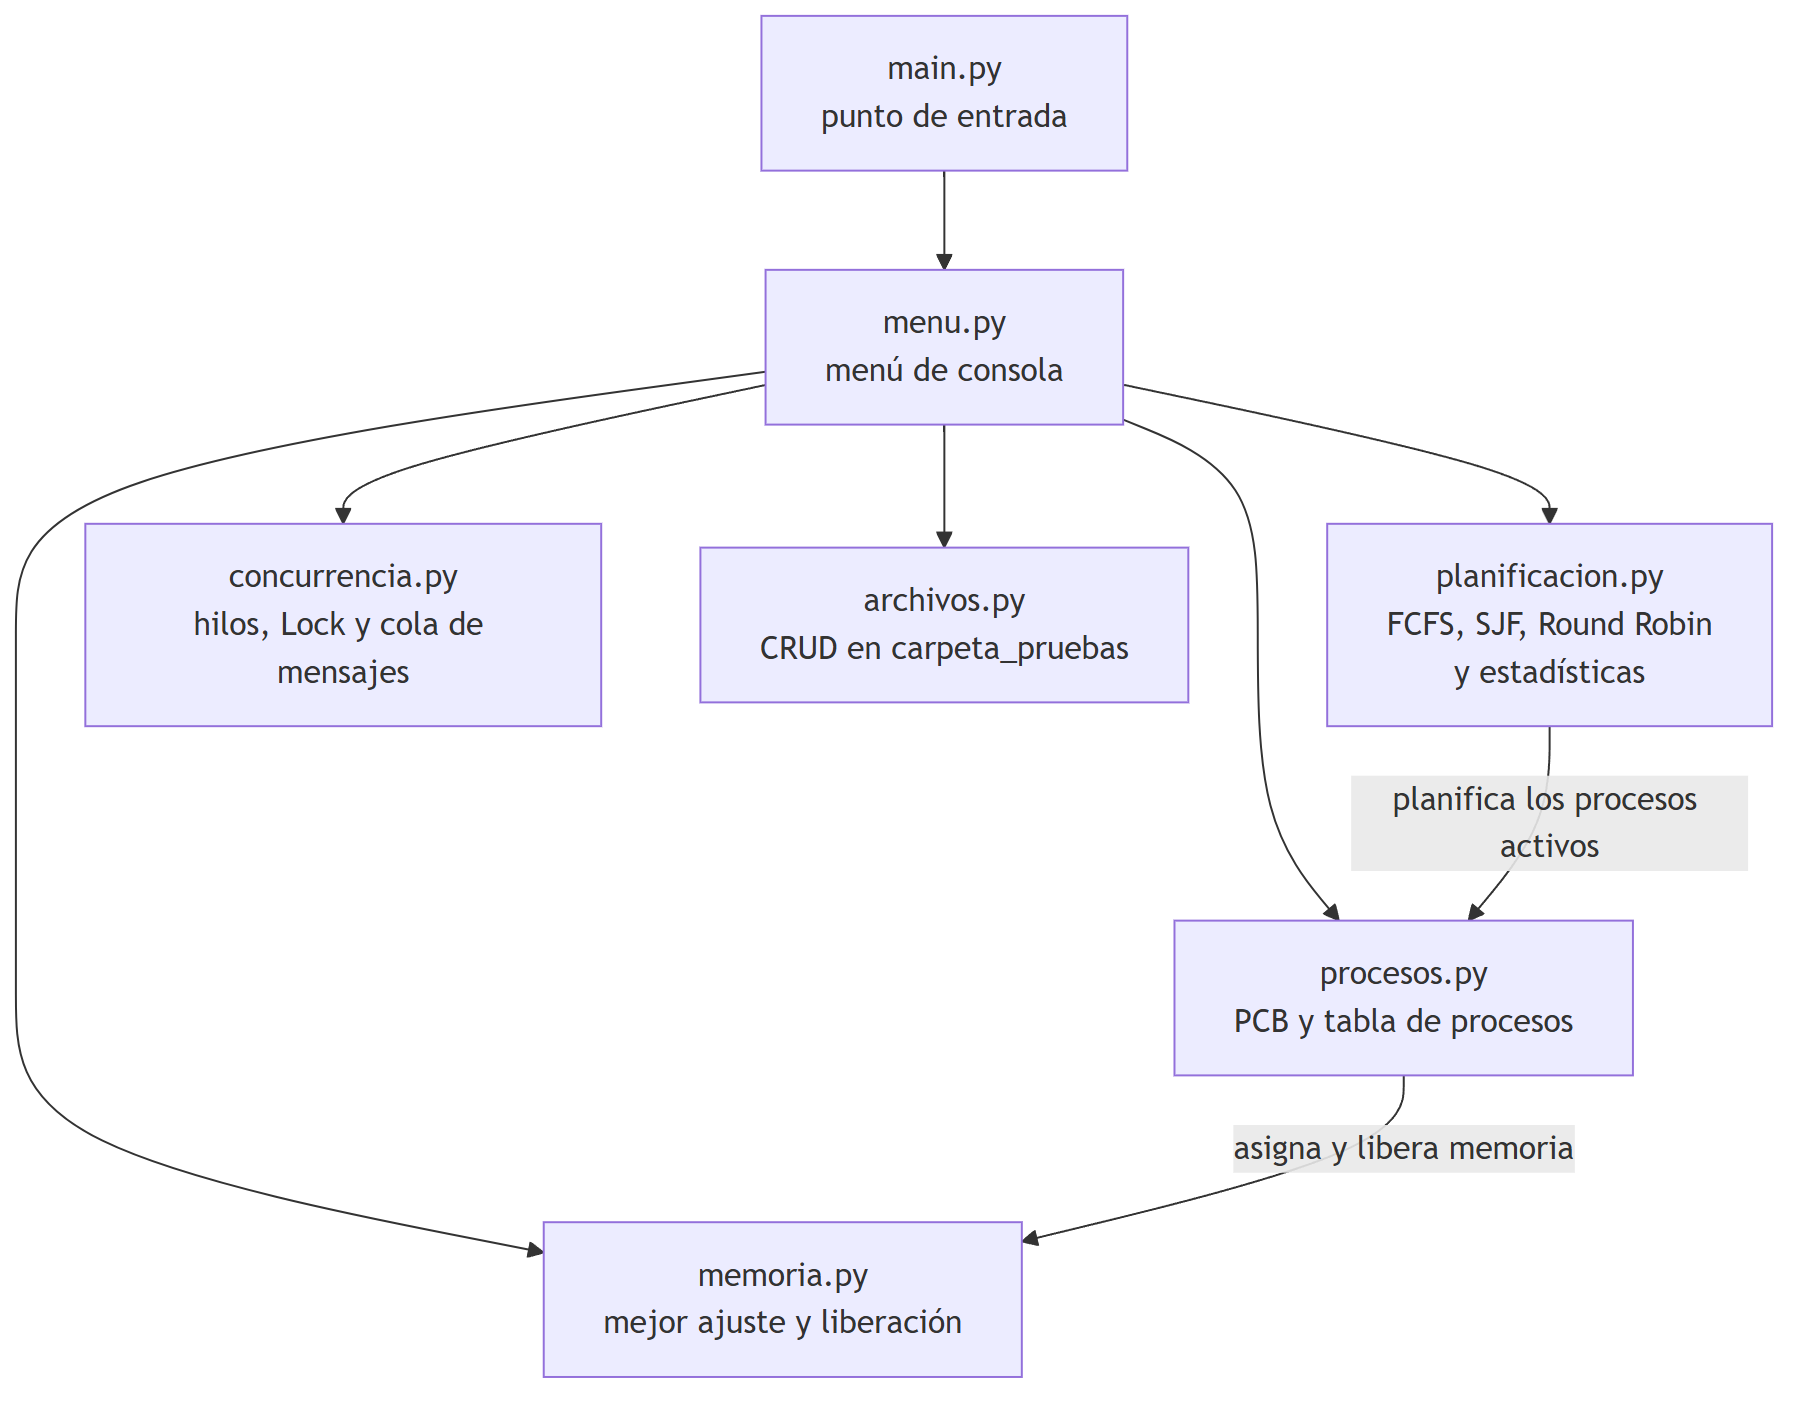 main.py
punto de entrada
menu.py
menú de consola
concurrencia.py
hilos, Lock y cola de
mensajes
archivos.py
CRUD en carpeta_pruebas
planificacion.py
FCFS, SJF, Round Robin
y estadísticas
planifica los procesos
activos
procesos.py
PCB y tabla de procesos
asigna y libera memoria
memoria.py
mejor ajuste y liberación